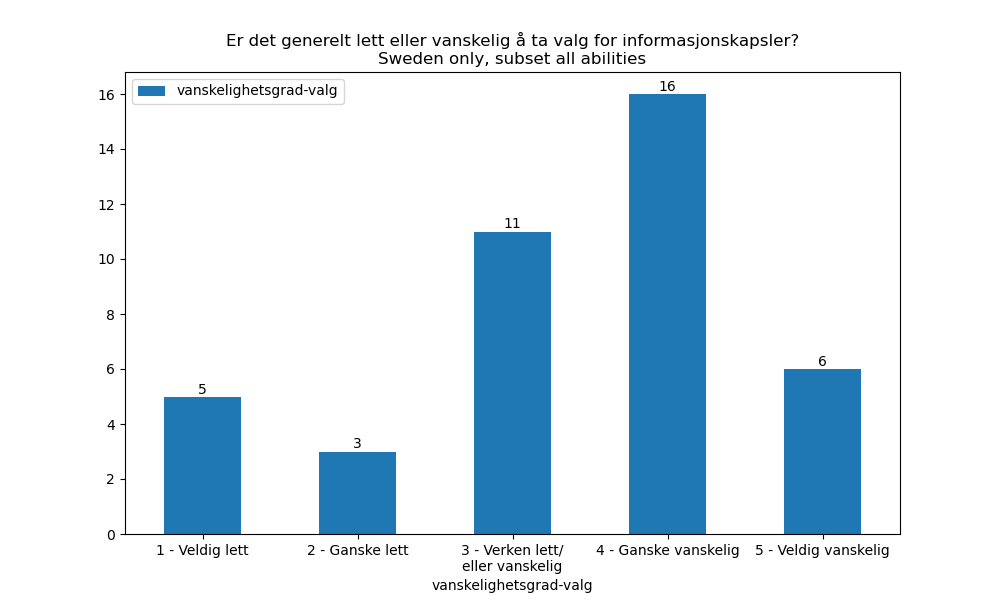 Er det generelt lett eller vanskelig å ta valg for informasjonskapsler?
Sweden only, subset all abilities
vanskelighetsgrad-valg
16
14
12
10
8
6
4
2
0
5
3
11
16
6
1 - Veldig lett
2 - Ganske lett
3 - Verken lett/
eller vanskelig
4 - Ganske vanskelig
5 - Veldig vanskelig
vanskelighetsgrad-valg